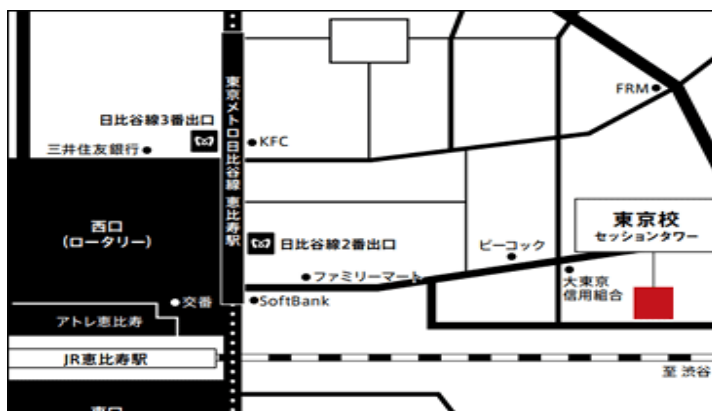 FRM
日比谷線3番出口
KFC
三井住友銀行
東京メトロ日比谷線 恵比寿駅
西口
(ロータリー)
日比谷線2番出口
東京校
セッションタワー
ピーコック
ファミリーマート
大東京
信用組合
交番
SoftBank
アトレ恵比寿
JR恵比寿駅
至 渋谷
東口